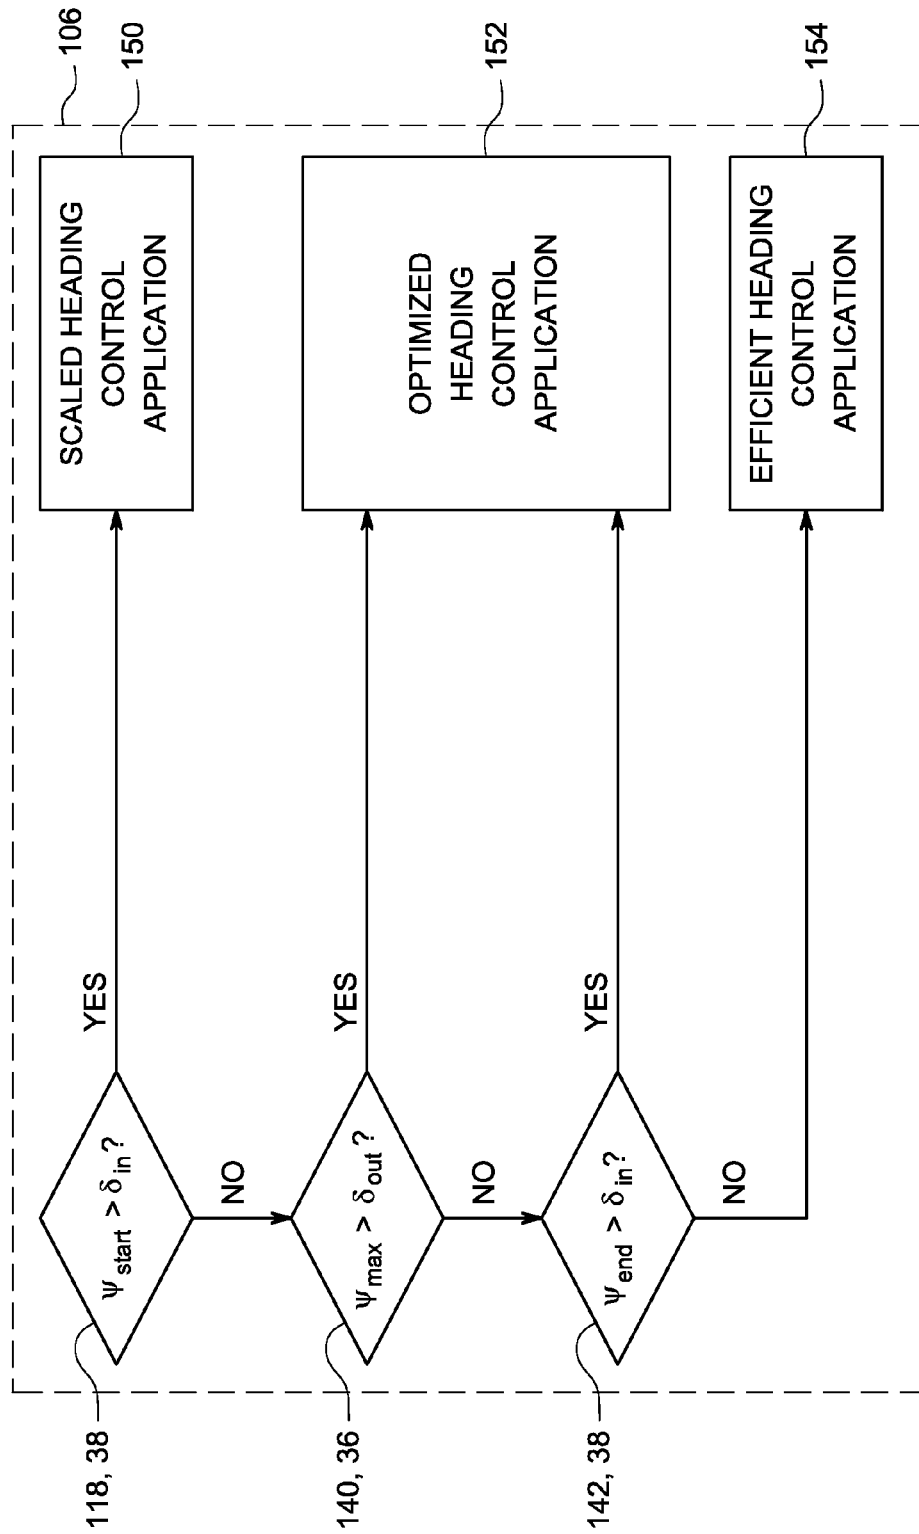 106
118, 38
ψstart > δin?
YES
SCALED HEADING
CONTROL
APPLICATION
150
NO
140, 36
ψmax > δout?
YES
OPTIMIZED
HEADING
CONTROL
APPLICATION
152
NO
142, 38
ψend > δin?
YES
NO
EFFICIENT HEADING
CONTROL
APPLICATION
154